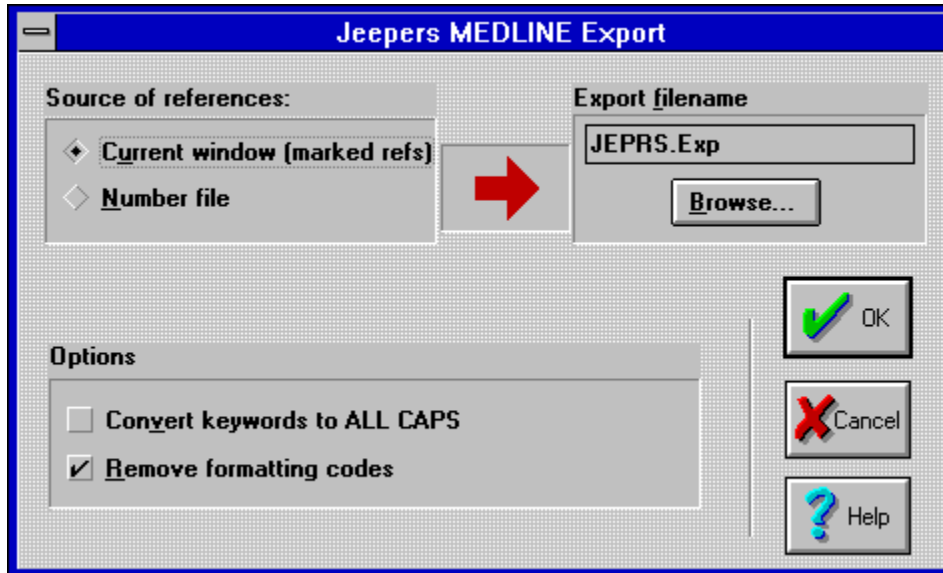 Jeepers MEDLINE Export
Source of references:
Current window (marked refs)
Number file
Export filename
JEPRS.Exp
Browse...
Options
Convert keywords to ALL CAPS
Remove formatting codes
OK
Cancel
Help